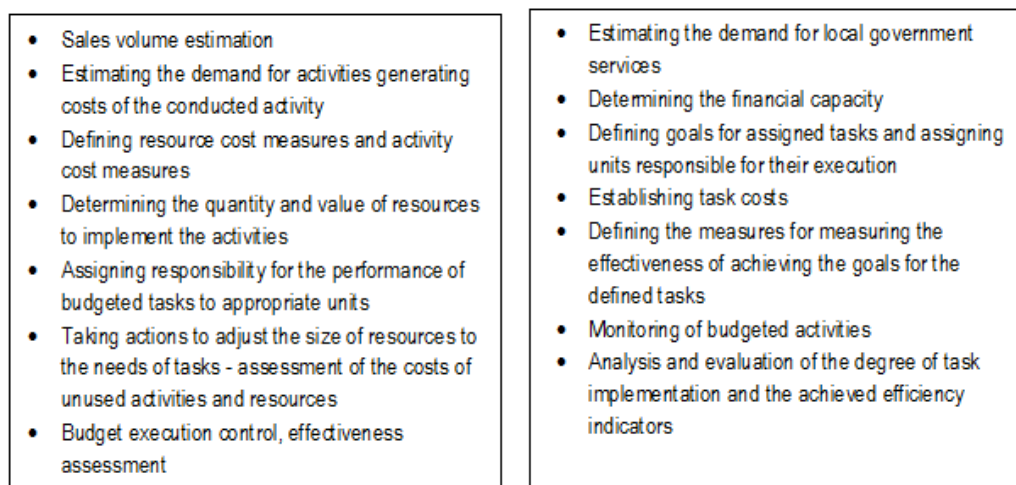 • Sales volume estimation
• Estimating the demand for activities generating
costs of the conducted activity
• Defining resource cost measures and activity
cost measures
• Determining the quantity and value of resources
to implement the activities
• Assigning responsibility for the performance of
budgeted tasks to appropriate units
• Taking actions to adjust the size of resources to
the needs of tasks - assessment of the costs of
unused activities and resources
• Budget execution control, effectiveness
assessment
• Estimating the demand for local government
services
• Determining the financial capacity
• Defining goals for assigned tasks and assigning
units responsible for their execution
• Establishing task costs
• Defining the measures for measuring the
effectiveness of achieving the goals for the
defined tasks
• Monitoring of budgeted activities
• Analysis and evaluation of the degree of task
implementation and the achieved efficiency
indicators